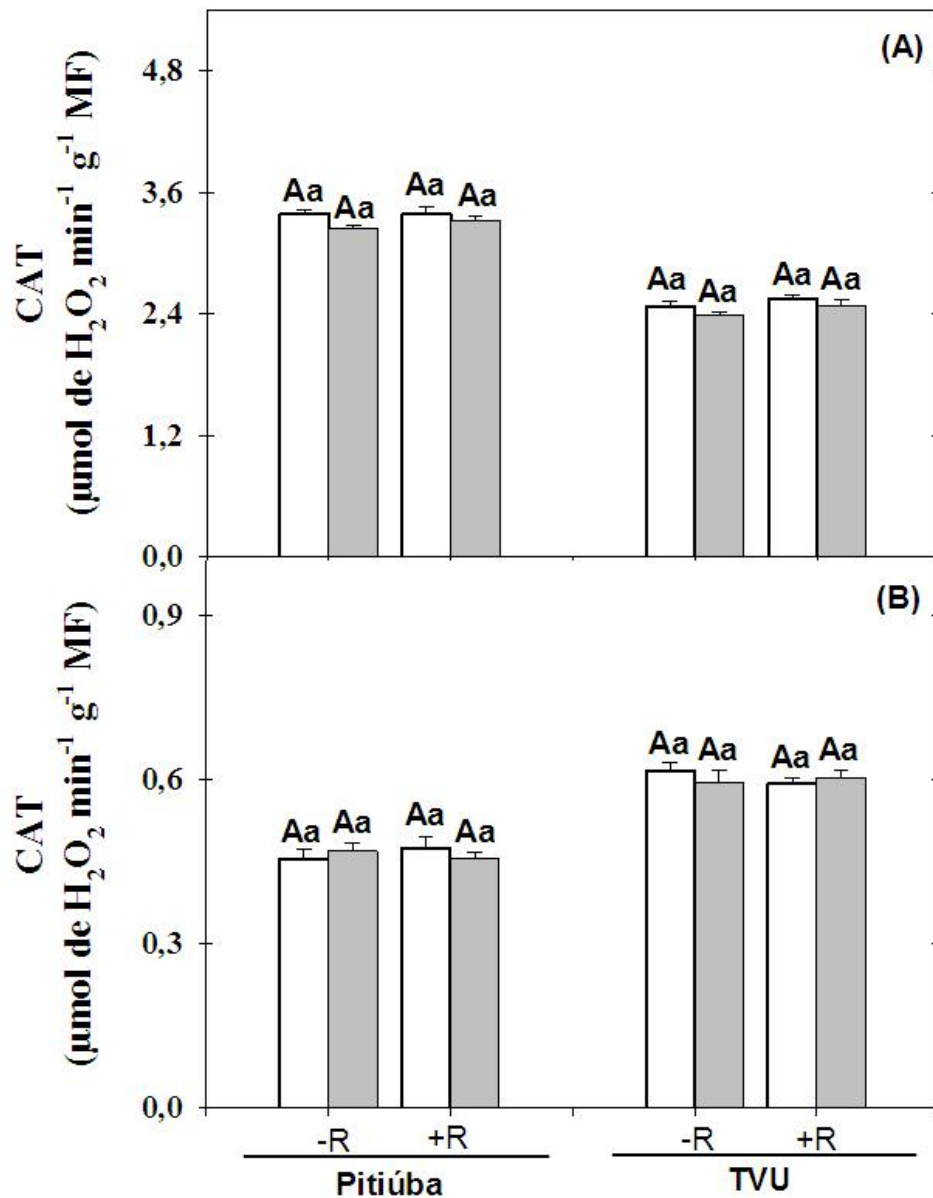 (A)
CAT
(µmol de H₂O₂ min⁻¹ g⁻¹ MF)
4,8
3,6
2,4
1,2
0,0
Aa Aa Aa Aa Aa Aa Aa Aa
(B)
CAT
(µmol de H₂O₂ min⁻¹ g⁻¹ MF)
0,9
0,6
0,3
0,0
Aa Aa Aa Aa Aa Aa Aa Aa
-R +R -R +R
Pitiúba TVU